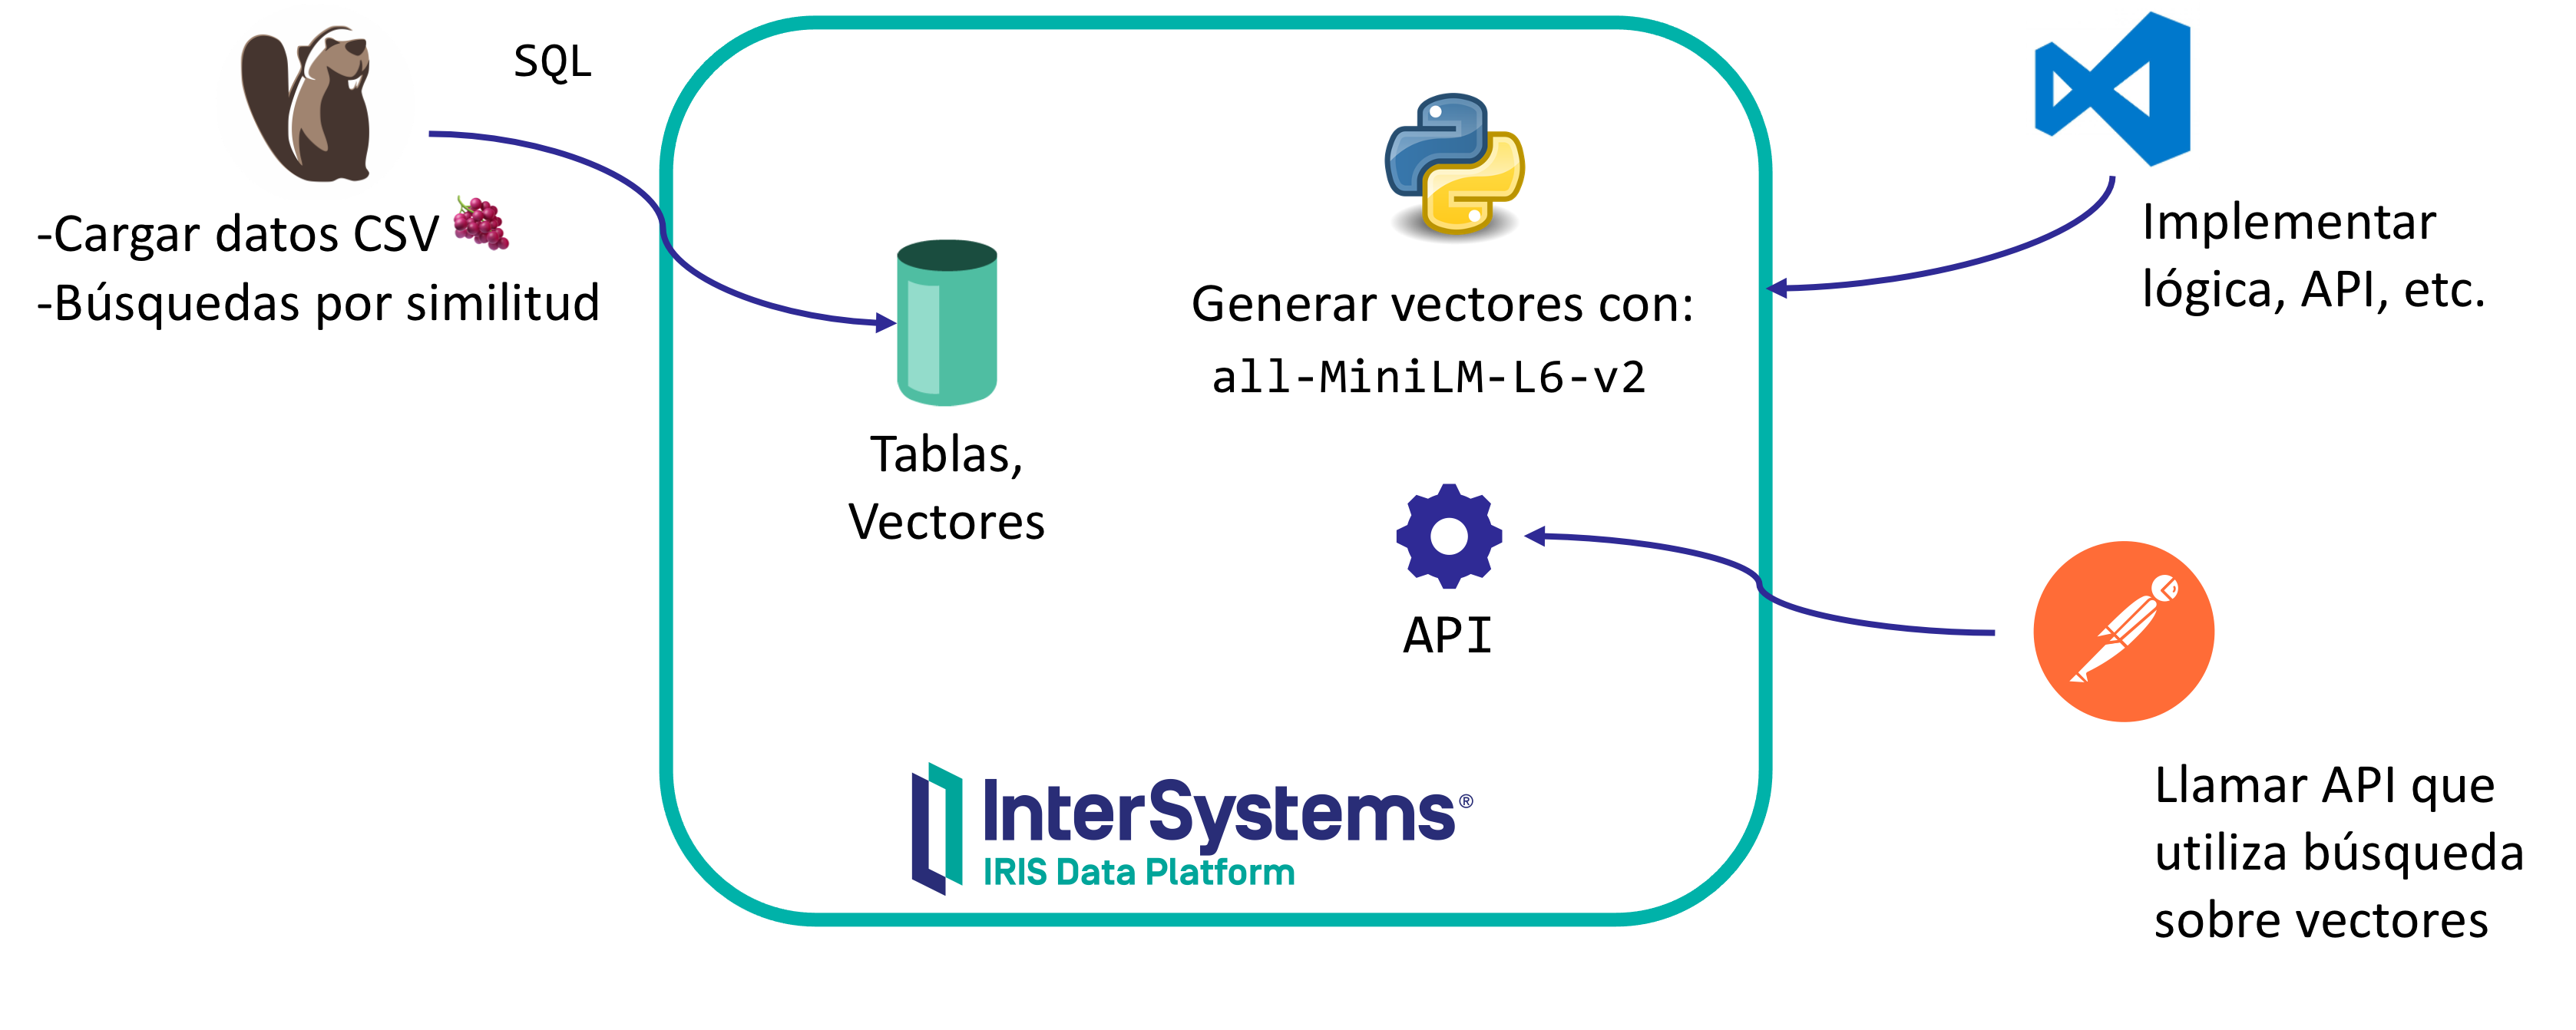 SQL
-Cargar datos CSV
-Búsquedas por similitud
Tablas,
Vectores
Generar vectores con:
all-MiniLM-L6-v2
API
InterSystems®
IRIS Data Platform
Implementar
lógica, API, etc.
Llamar API que
utiliza búsqueda
sobre vectores